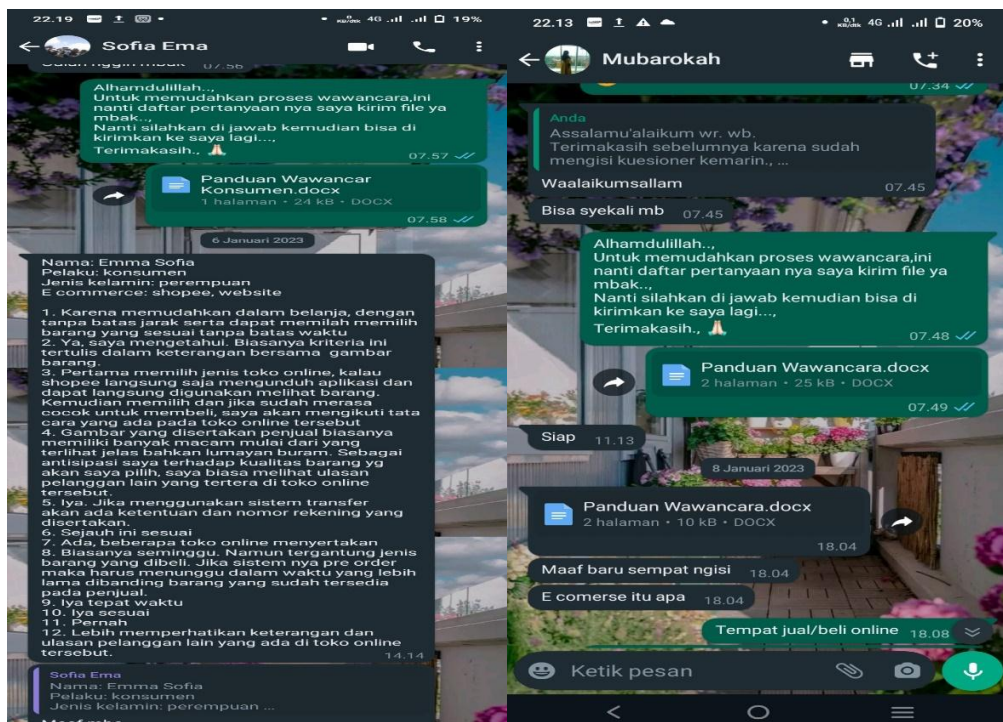 22.19
4G
19%
Sofia Ema
07.56
Alhamdulillah..,
Untuk memudahkan proses wawancara,ini
nanti daftar pertanyaan nya saya kirim file ya
mbak..,
Nanti silahkan di jawab kemudian bisa di
kirimkan ke saya lagi...,
Terimakasih., 🙏🏻
07.57
Panduan Wawancar
Konsumen.docx
1 halaman • 24 kB • DOCX
07.58
6 Januari 2023
Nama: Emma Sofia
Pelaku: konsumen
Jenis kelamin: perempuan
E commerce: shopee, website
1. Karena memudahkan dalam belanja, dengan
tanpa batas jarak serta dapat memilah memilih
barang yang sesuai tanpa batas waktu
2. Ya, saya mengetahui. Biasanya kriteria ini
tertulis dalam keterangan bersama gambar
barang.
3. Pertama memilih jenis toko online, kalau
shopee langsung saja mengunduh aplikasi dan
dapat langsung digunakan melihat barang.
Kemudian memilih dan jika sudah merasa
cocok untuk membeli, saya akan mengikuti tata
cara yang ada pada toko online tersebut
4. Gambar yang disertakan penjual biasanya
memiliki banyak macam mulai dari yang
terlihat jelas bahkan lumayan buram. Sebagai
antisipasi saya terhadap kualitas barang yg
akan saya pilih, saya biasa melihat ulasan
pelanggan lain yang tertera di toko online
tersebut.
5. Iya. Jika menggunakan sistem transfer
akan ada ketentuan dan nomor rekening yang
disertakan.
6. Sejauh ini sesuai
7. Ada, beberapa toko online menyertakan
8. Biasanya seminggu. Namun tergantung jenis
barang yang dibeli. Jika sistem nya pre order
maka harus menunggu dalam waktu yang lebih
lama dibanding barang yang sudah tersedia
pada penjual.
9. Iya tepat waktu
10. Iya sesuai
11. Pernah
12. Lebih memperhatikan keterangan dan
ulasan pelanggan lain yang ada di toko online
tersebut.
14.14
Sofia Ema
Nama: Emma Sofia
Pelaku: konsumen
Jenis kelamin: perempuan ...
22.13
0,1
KB/dtk
4G
20%
Mubarokah
07.34
Anda
Assalamu'alaikum wr. wb.
Terimakasih sebelumnya karena sudah
mengisi kuesioner kemarin., ...
Waalaikumsallam
07.45
Bisa syekali mb 07.45
Alhamdulillah..,
Untuk memudahkan proses wawancara,ini
nanti daftar pertanyaan nya saya kirim file ya
mbak..,
Nanti silahkan di jawab kemudian bisa di
kirimkan ke saya lagi...,
Terimakasih., 🙏🏻
07.48
Panduan Wawancara.docx
2 halaman • 25 kB • DOCX
07.49
Siap 11.13
8 Januari 2023
Panduan Wawancara.docx
2 halaman • 10 kB • DOCX
18.04
Maaf baru sempat ngisi 18.04
E comerse itu apa 18.04
Tempat jual/beli online 18.08
Ketik pesan